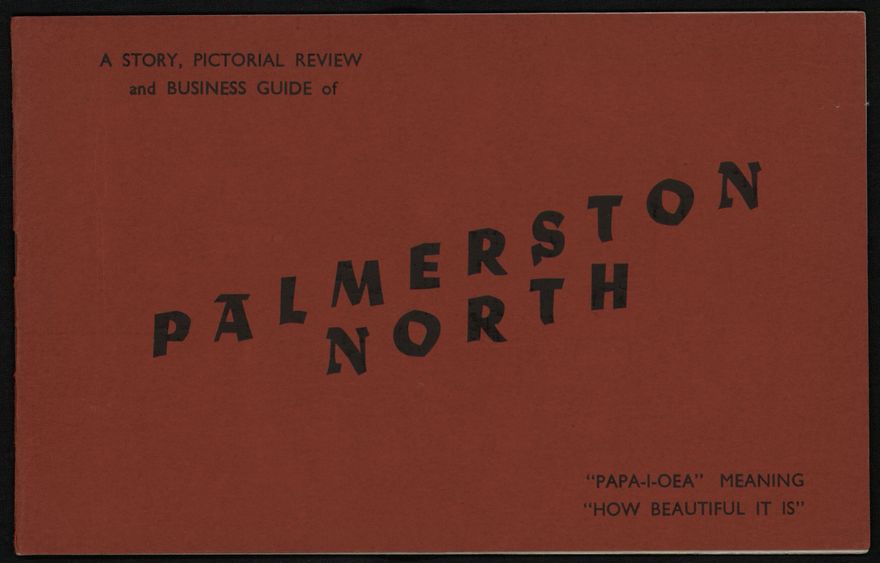 A STORY, PICTORIAL REVIEW
and BUSINESS GUIDE of
PALMERSTON
NORTH
"PAPA-I-OEA" MEANING
"HOW BEAUTIFUL IT IS"